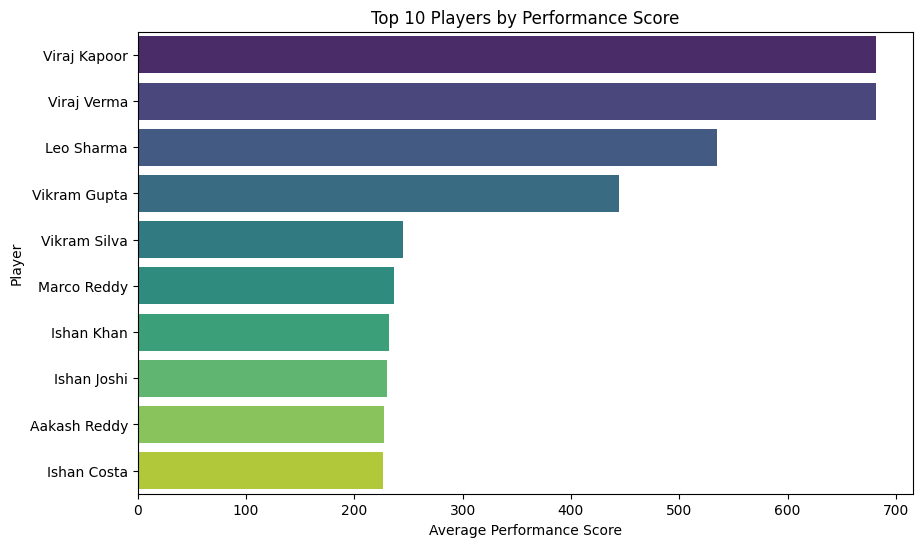 Top 10 Players by Performance Score
Player
Viraj Kapoor
Viraj Verma
Leo Sharma
Vikram Gupta
Vikram Silva
Marco Reddy
Ishan Khan
Ishan Joshi
Aakash Reddy
Ishan Costa
0 100 200 300 400 500 600 700
Average Performance Score